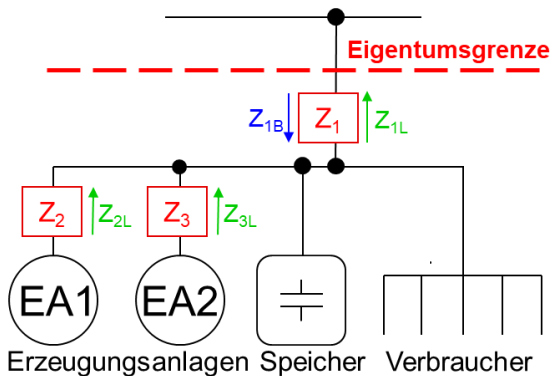 Eigentumsgrenze
Z1B Z1 Z1L
Z2 Z2L Z3 Z3L
EA1 EA2
Erzeugungsanlagen Speicher Verbraucher